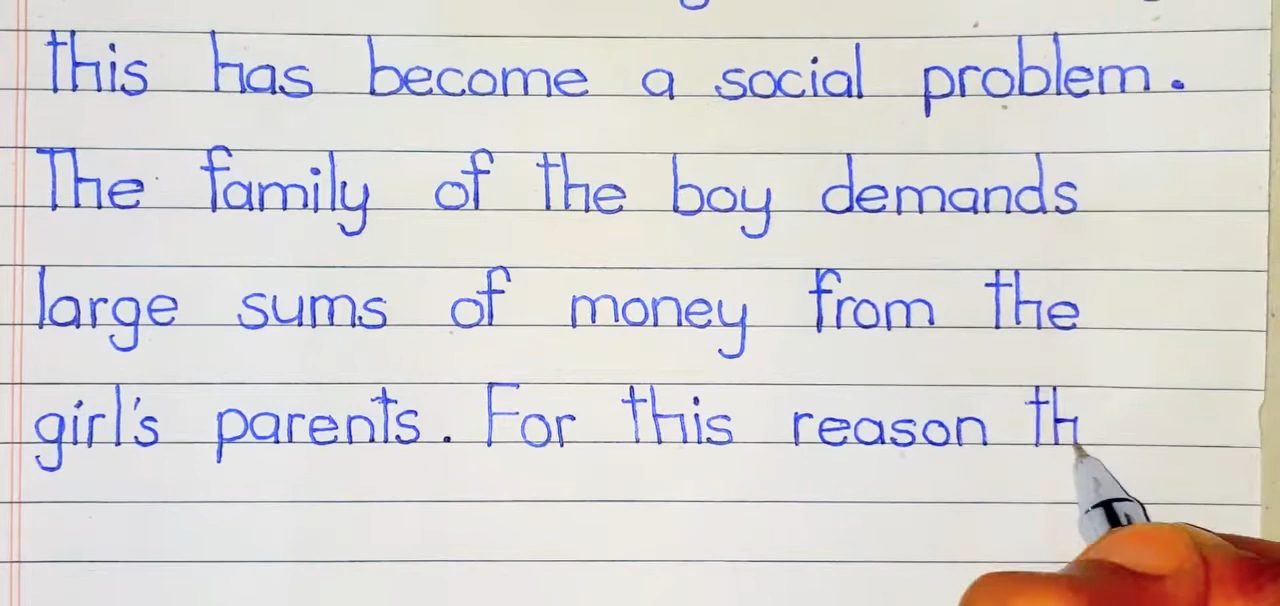 this has become a social problem.
The family of the boy demands
large sums of money from the
girl's parents. For this reason th